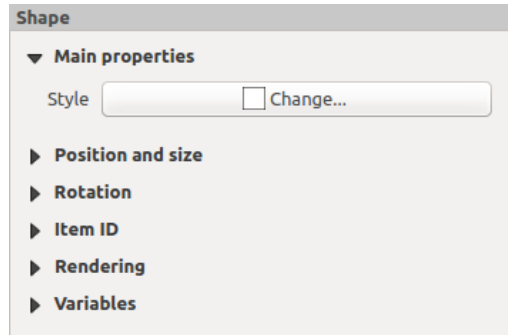 Shape
Main properties
Style Change...
Position and size
Rotation
Item ID
Rendering
Variables